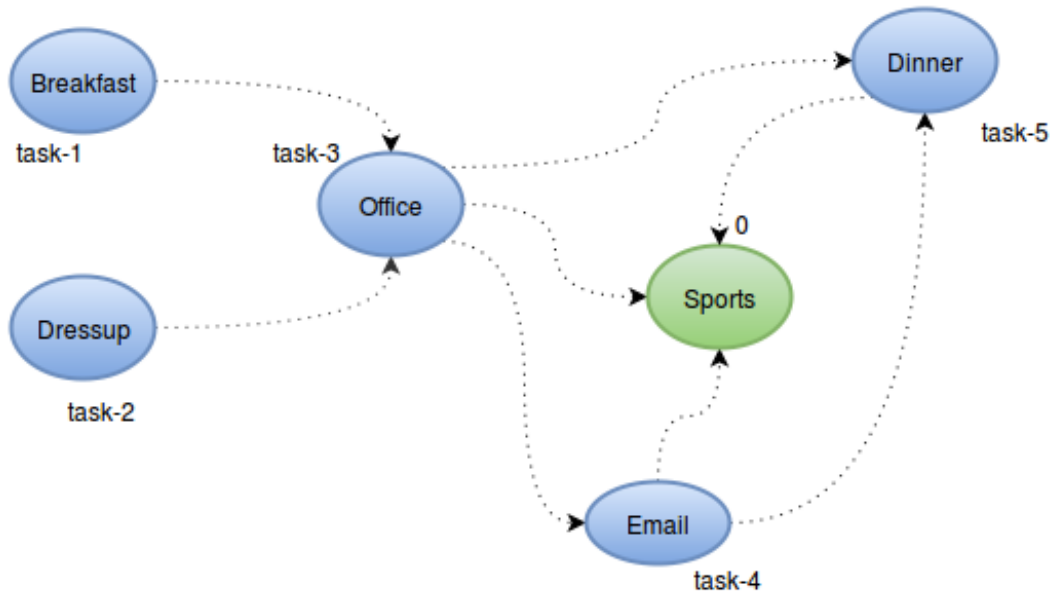 Breakfast
task-1
Dressup
task-2
task-3
Office
Dinner
task-5
0
Sports
Email
task-4